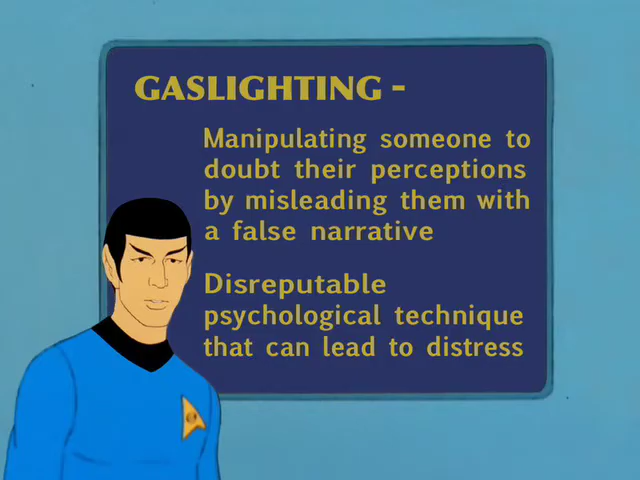 GASLIGHTING -
Manipulating someone to
doubt their perceptions
by misleading them with
a false narrative
Disreputable
psychological technique
that can lead to distress